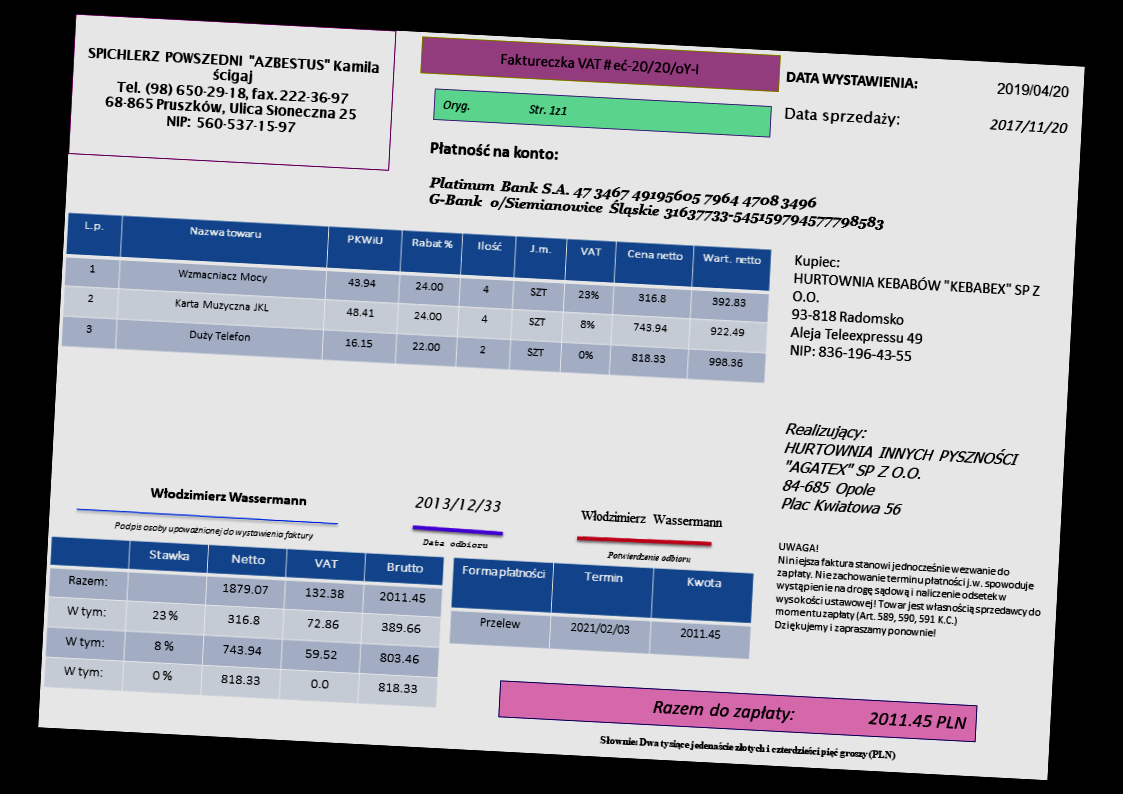 SPICHLERZ POWSZEDNI "AZBESTUS" Kamila
ścigaj
Tel. (98) 650-29-18, fax. 222-36-97
68-865 Pruszków, Ulica Słoneczna 25
NIP: 560-537-15-97
Faktureczka VAT # eć-20/20/oY-I
Oryg. Str. 1z1
DATA WYSTAWIENIA: 2019/04/20
Data sprzedaży: 2017/11/20
Płatność na konto:
Platinum Bank S.A. 47 3467 49195605 7964 4708 3496
G-Bank o/Siemianowice Śląskie 31637733-545159794577798583
L.p. Nazwa towaru PKWiU Rabat % Ilość J.m. VAT Cena netto Wart. netto
1 Wzmacniacz Mocy 43.94 24.00 4 SZT 23% 316.8 392.83
2 Karta Muzyczna JKL 48.41 24.00 4 SZT 8% 743.94 922.49
3 Duży Telefon 16.15 22.00 2 SZT 0% 818.33 998.36
Kupiec:
HURTOWNIA KEBABÓW "KEBABEX" SP Z
O.O.
93-818 Radomsko
Aleja Teleexpressu 49
NIP: 836-196-43-55
Realizujący:
HURTOWNIA INNYCH PYSZNOŚCI
"AGATEX" SP Z O.O.
84-685 Opole
Plac Kwiatowa 56
Włodzimierz Wassermann
Podpis osoby upoważnionej do wystawienia faktury
2013/12/33
Data odbioru
Włodzimierz Wassermann
Potwierdzenie odbioru
Stawka Netto VAT Brutto
Razem: 1879.07 132.38 2011.45
W tym: 23 % 316.8 72.86 389.66
W tym: 8 % 743.94 59.52 803.46
W tym: 0 % 818.33 0.0 818.33
Forma płatności Termin Kwota
Przelew 2021/02/03 2011.45
UWAGA!
Niniejsza faktura stanowi jednocześnie wezwanie do
zapłaty. Nie zachowanie terminu płatności j.w. spowoduje
wystąpienie na drogę sądową i naliczenie odsetek w
wysokości ustawowej! Towar jest własnością sprzedawcy do
momentu zapłaty (Art. 589, 590, 591 K.C.)
Dziękujemy i zapraszamy ponownie!
Razem do zapłaty: 2011.45 PLN
Słownie: Dwa tysiące jedenaście złotych i czterdzieści pięć groszy (PLN)